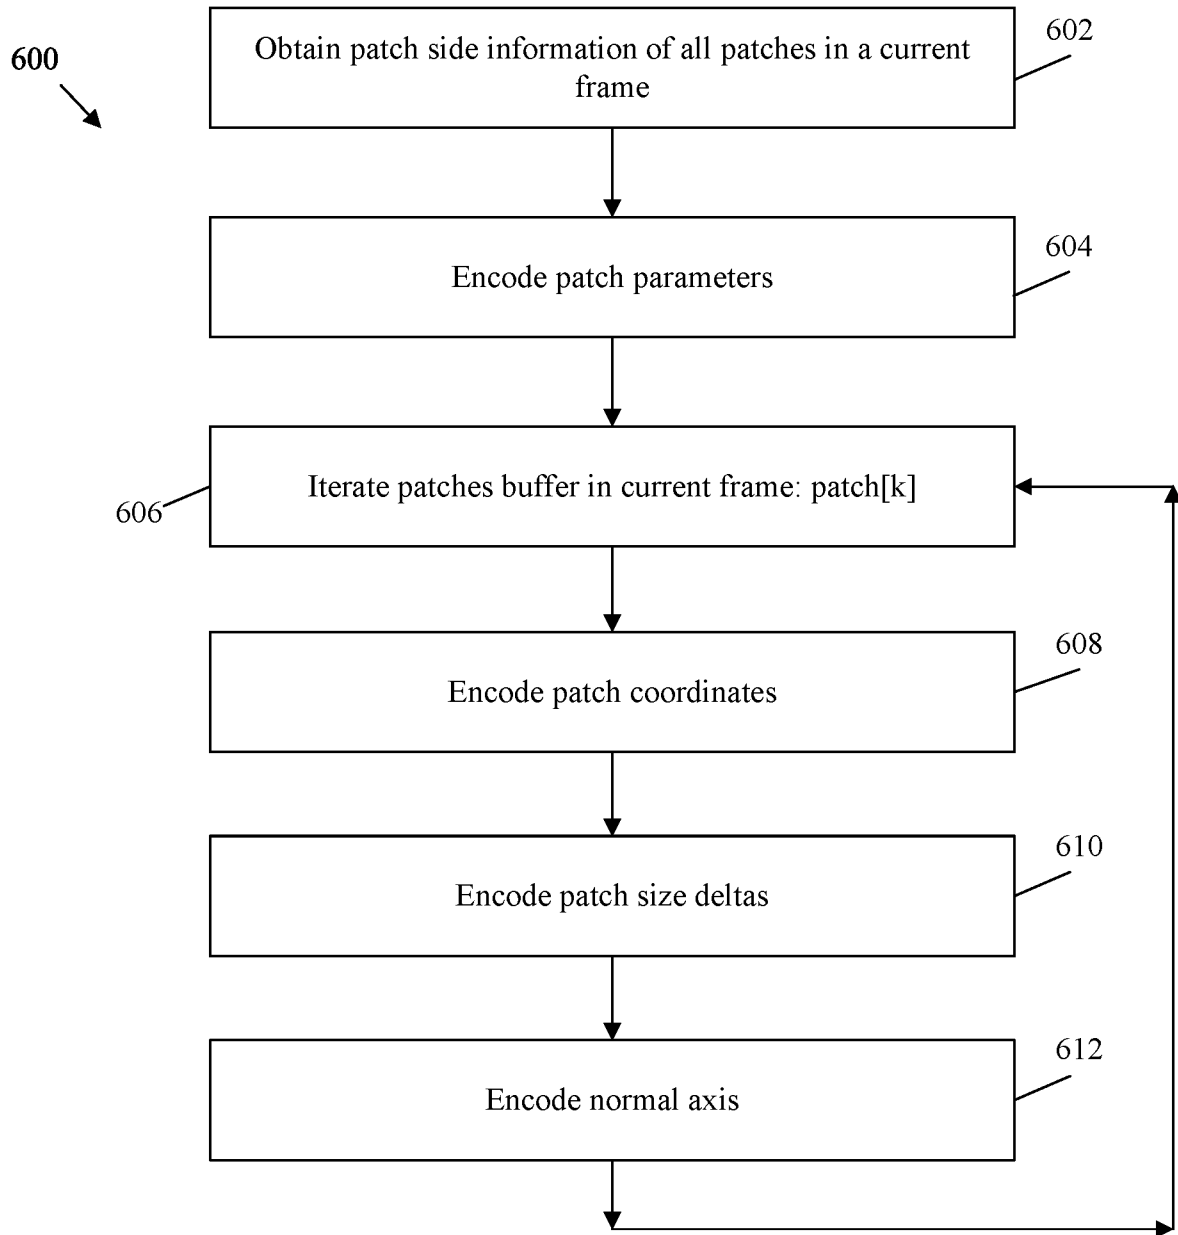 600
Obtain patch side information of all patches in a current
frame
602
Encode patch parameters
604
Iterate patches buffer in current frame: patch[k]
606
Encode patch coordinates
608
Encode patch size deltas
610
Encode normal axis
612